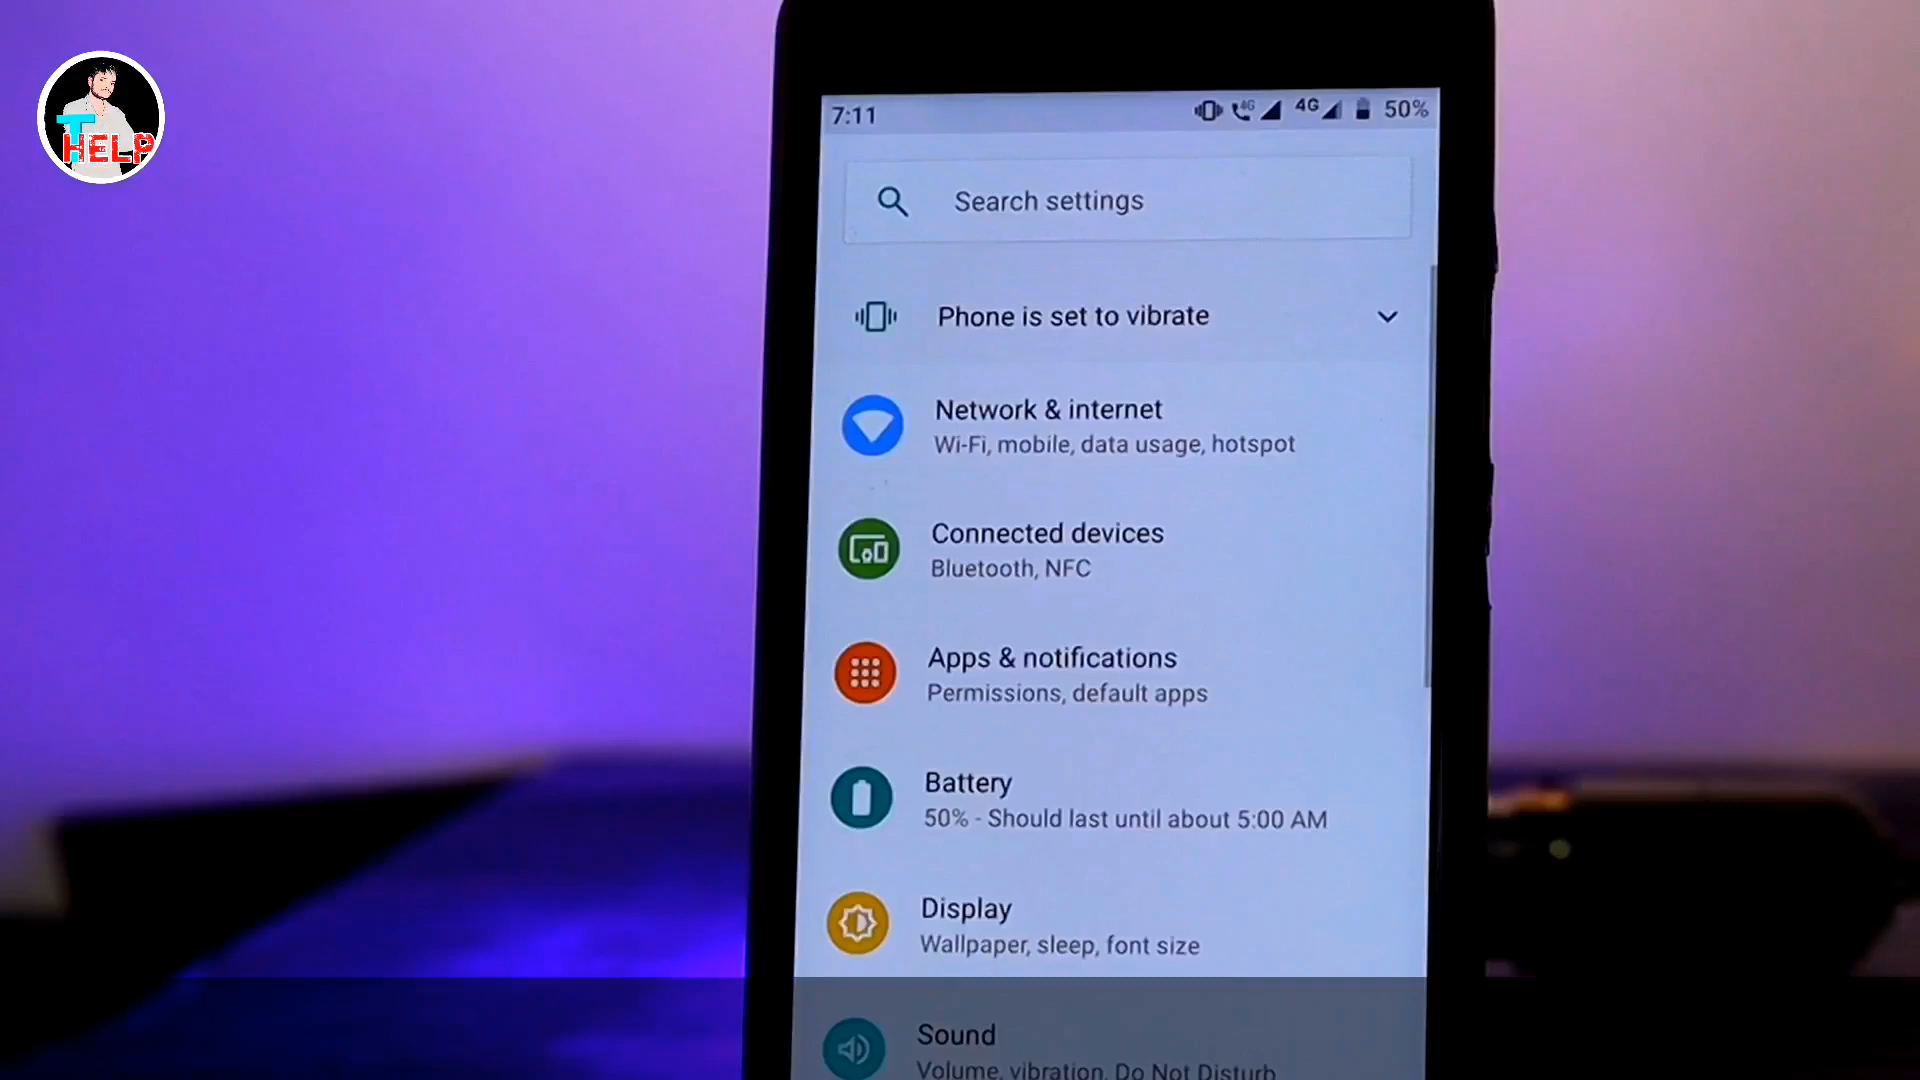 T
HELP
7:11 4G 4G 50%
Search settings
Phone is set to vibrate
Network & internet
Wi-Fi, mobile, data usage, hotspot
Connected devices
Bluetooth, NFC
Apps & notifications
Permissions, default apps
Battery
50% - Should last until about 5:00 AM
Display
Wallpaper, sleep, font size
Sound
Volume, vibration, Do Not Disturb